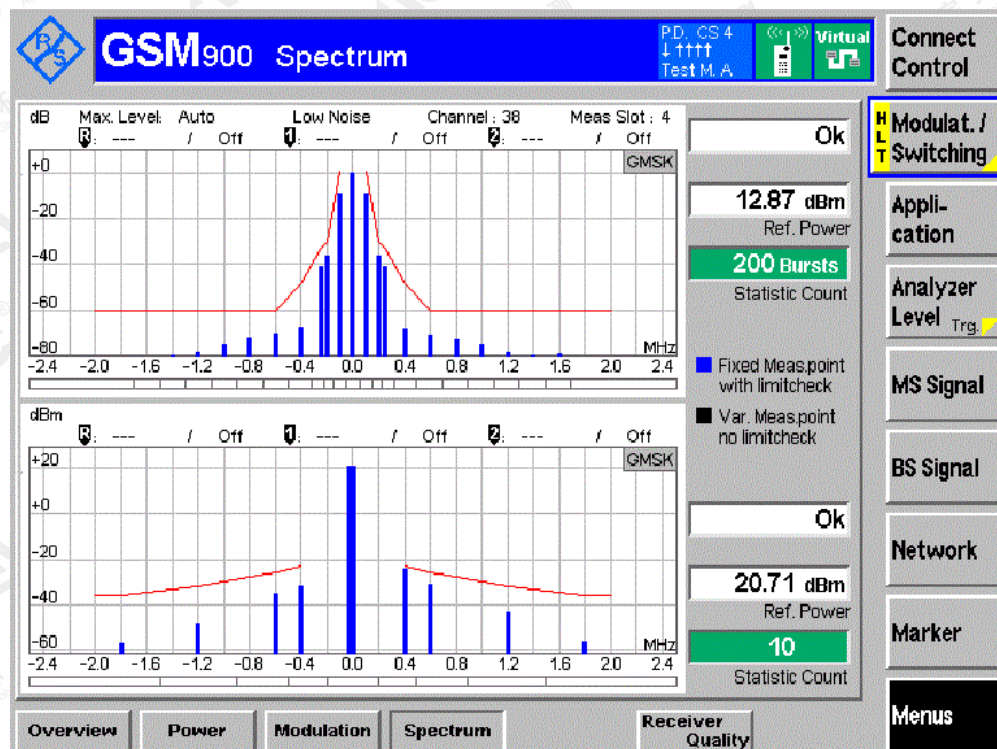 R&S
GSM900 Spectrum
P.D. CS 4
↓ ↑↑↑↑
Test M. A.
Virtual
Connect Control
dB Max. Level: Auto Low Noise Channel : 38 Meas Slot : 4
R: --- / Off 1: --- / Off 2: --- / Off
GMSK
+0
-20
-40
-60
-80
MHz
-2.4 -2.0 -1.6 -1.2 -0.8 -0.4 0.0 0.4 0.8 1.2 1.6 2.0 2.4
Ok
12.87 dBm
Ref. Power
200 Bursts
Statistic Count
Fixed Meas.point
with limitcheck
Var. Meas.point
no limitcheck
dBm
R: --- / Off 1: --- / Off 2: --- / Off
GMSK
+20
+0
-20
-40
-60
MHz
-2.4 -2.0 -1.6 -1.2 -0.8 -0.4 0.0 0.4 0.8 1.2 1.6 2.0 2.4
Ok
20.71 dBm
Ref. Power
10
Statistic Count
HLT
Modulat. /
Switching
Appli-
cation
Analyzer
Level Trg.
MS Signal
BS Signal
Network
Marker
Menus
Overview Power Modulation Spectrum Receiver
Quality